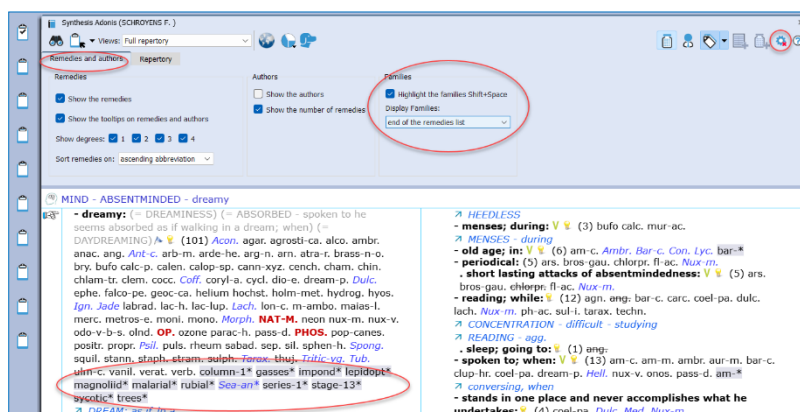 Synthesis Adonis (SCHROYENS F. )
Views: Full repertory
Remedies and authors Repertory
Remedies
Show the remedies
Show the tooltips on remedies and authors
Show degrees: 1 2 3 4
Sort remedies on: ascending abbreviation
Authors
Show the authors
Show the number of remedies
Families
Highlight the families Shift+Space
Display Families:
end of the remedies list
MIND - ABSENTMINDED - dreamy
- dreamy: (= DREAMINESS) (= ABSORBED - spoken to he
seems absorbed as if walking in a dream; when) (=
DAYDREAMING) (101) Acon. agar. agrosti-ca. alco. ambr.
anac. ang. Ant-c. arb-m. arde-he. arg-n. arn. atra-r. brass-n-o.
bry. bufo calc-p. calen. calop-sp. cann-xyz. cench. cham. chin.
chlam-tr. clem. cocc. Coff. coryl-a. cycl. dio-e. dream-p. Dulc.
ephe. falco-pe. geoc-ca. helium hochst. holm-met. hydrog. hyos.
Ign. Jade labrad. lac-h. lac-lup. Lach. lon-c. m-ambo. maias-l.
merc. metros-e. moni. mono. Morph. NAT-M. neon nux-m. nux-v.
odo-v-b-s. olnd. OP. ozone parac-h. pass-d. PHOS. pop-canes.
positr. propr. Psil. puls. rheum sabad. sep. sil. sphen-h. Spong.
squil. stann. staph. stram. sulph. Tarax. thuj. Tritic-vg. Tub.
ulm-c. vanil. verat. verb. column-1* gasses* impond* lepidopt*
magnoliid* malarial* rubial* Sea-an* series-1* stage-13*
sycotic* trees*
DREAM; as if in a
HEEDLESS
- menses; during: V (3) bufo calc. mur-ac.
MENSES - during
- old age; in: V (6) am-c. Ambr. Bar-c. Con. Lyc. bar-*
- periodical: (5) ars. bros-gau. chlorpr. fl-ac. Nux-m.
. short lasting attacks of absentmindedness: V (5) ars.
bros-gau. chlorpr. fl-ac. Nux-m.
- reading; while: (12) agn. ang. bar-c. carc. coel-pa. dulc.
lach. Nux-m. ph-ac. sul-i. tarax. techn.
CONCENTRATION - difficult - studying
READING - agg.
. sleep; going to: (1) ang.
- spoken to; when: V (13) am-c. am-m. ambr. aur-m. bar-c.
clup-hr. coel-pa. dream-p. Hell. nux-v. onos. pass-d. am-*
conversing, when
- stands in one place and never accomplishes what he
undertakes: (4) coel-pa. Dulc. Med. Nux-m.